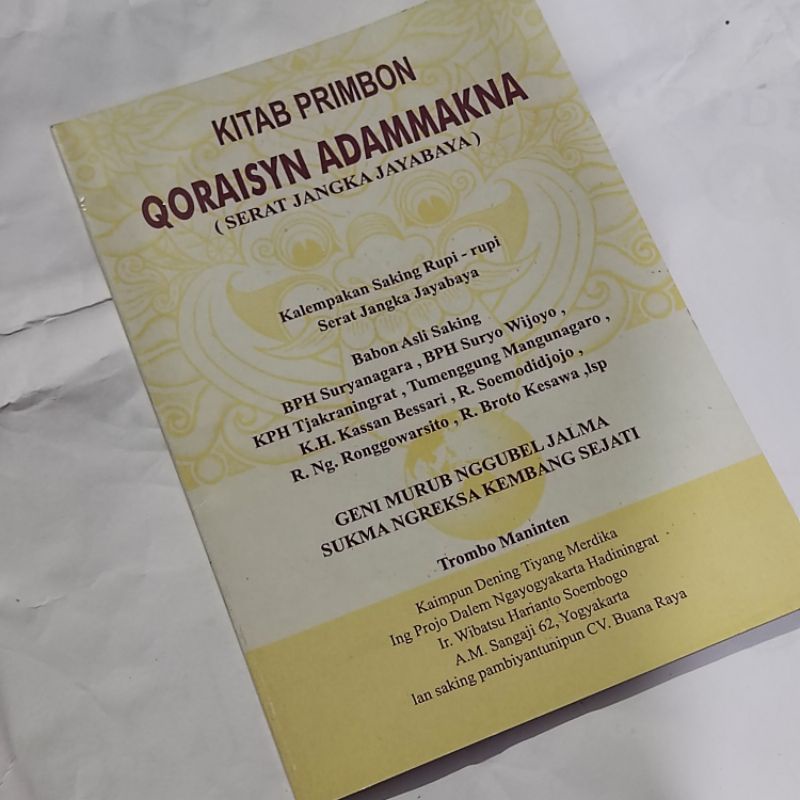 KITAB PRIMBON
QORAISYN ADAMMAKNA
( SERAT JANGKA JAYABAYA )
Kalempakan Saking Rupi - rupi
Serat Jangka Jayabaya
Babon Asli Saking
BPH Suryanagara , BPH Suryo Wijoyo ,
KPH Tjakraningrat , Tumenggung Mangunagaro ,
K.H. Kassan Bessari , R. Soemodidjojo ,
R. Ng. Ronggowarsito , R. Broto Kesawa ,lsp
GENI MURUB NGGUBEL JALMA
SUKMA NGREKSA KEMBANG SEJATI
Trombo Maninten
Kaimpun Dening Tiyang Merdika
Ing Projo Dalem Ngayogyakarta Hadiningrat
Ir. Wibatsu Harianto Soembogo
A.M. Sangaji 62, Yogyakarta
lan saking pambiyantunipun CV. Buana Raya